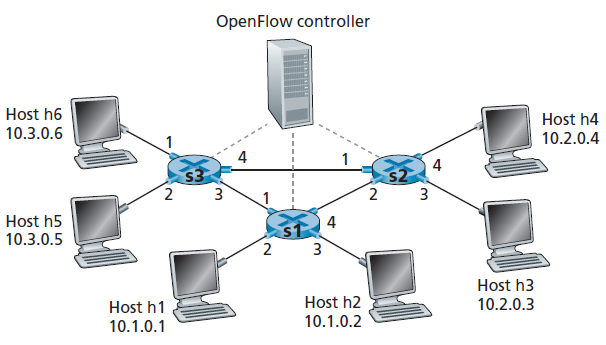 OpenFlow controller
Host h6
10.3.0.6
Host h4
10.2.0.4
1
4
1
4
s3
s2
2
3
2
3
Host h5
10.3.0.5
1
4
s1
2
3
Host h3
10.2.0.3
Host h1
10.1.0.1
Host h2
10.1.0.2